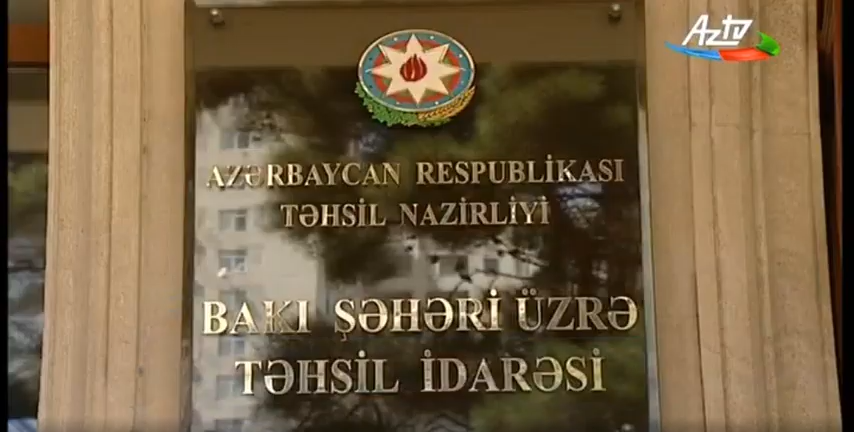 AZTV
AZƏRBAYCAN RESPUBLİKASI
TƏHSİL NAZİRLİYİ
BAKI ŞƏHƏRİ ÜZRƏ
TƏHSİL İDARƏSİ